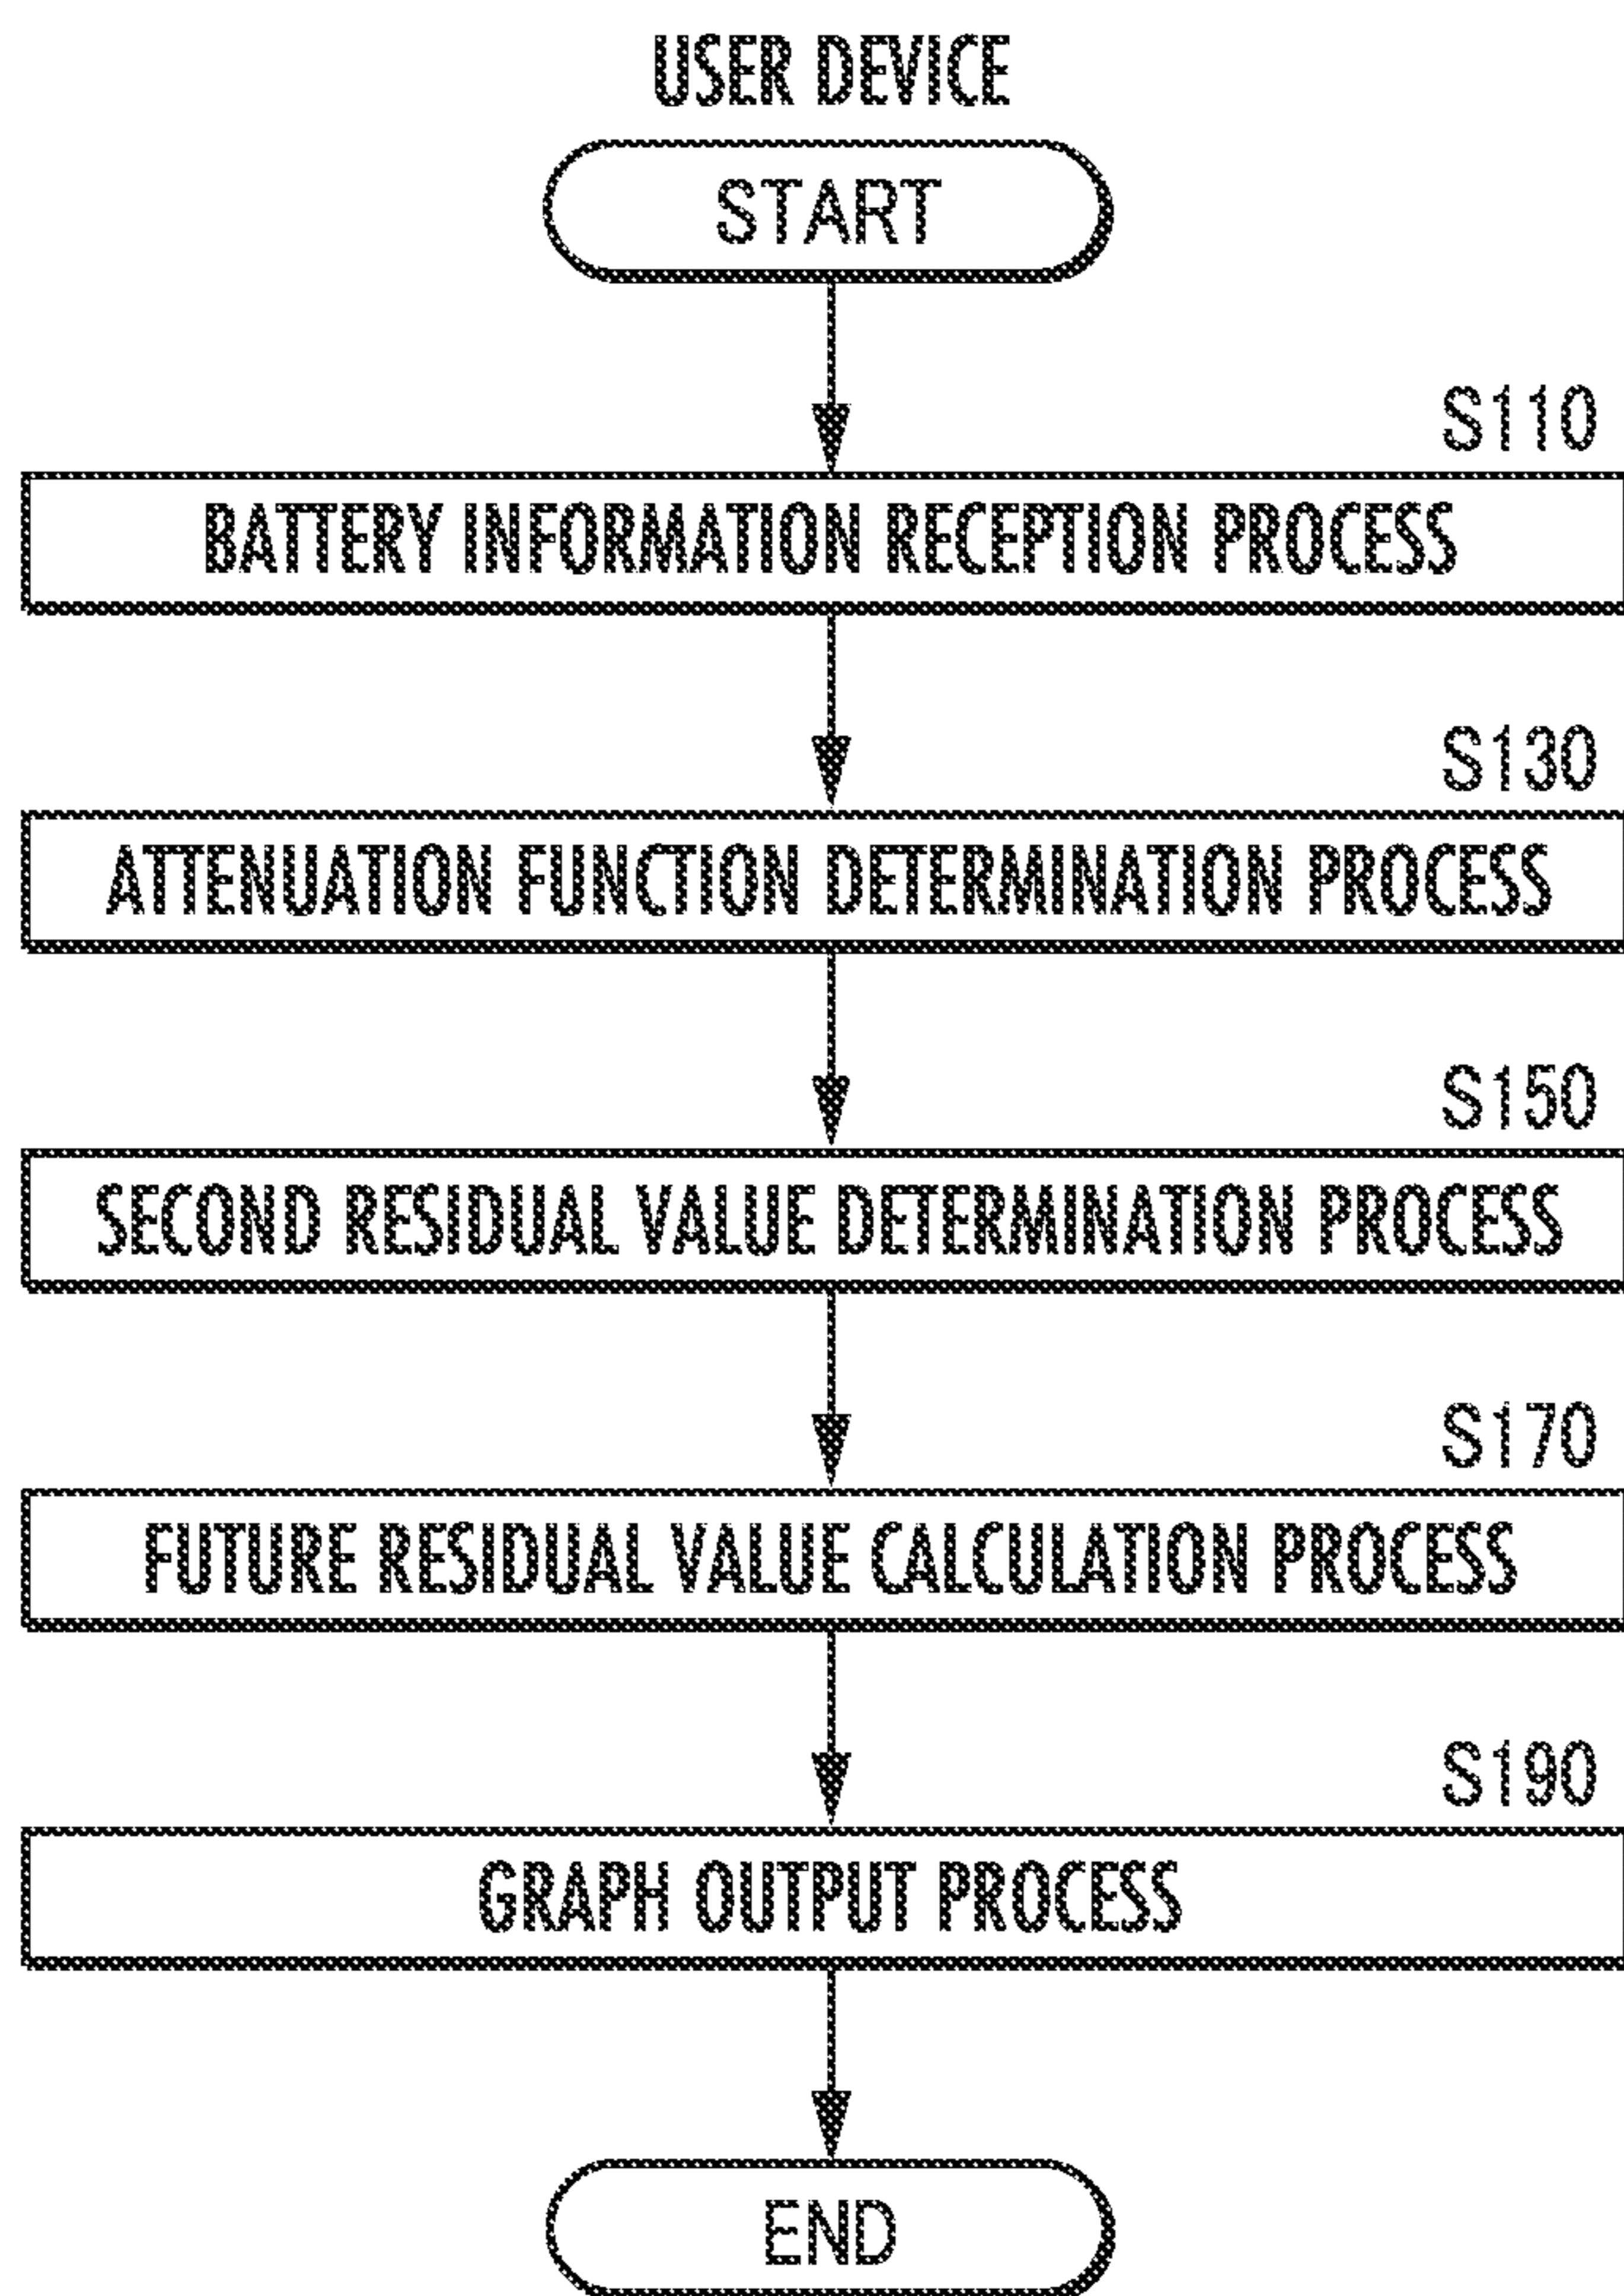 USER DEVICE
START
S110
BATTERY INFORMATION RECEPTION PROCESS
S130
ATTENUATION FUNCTION DETERMINATION PROCESS
S150
SECOND RESIDUAL VALUE DETERMINATION PROCESS
S170
FUTURE RESIDUAL VALUE CALCULATION PROCESS
S190
GRAPH OUTPUT PROCESS
END